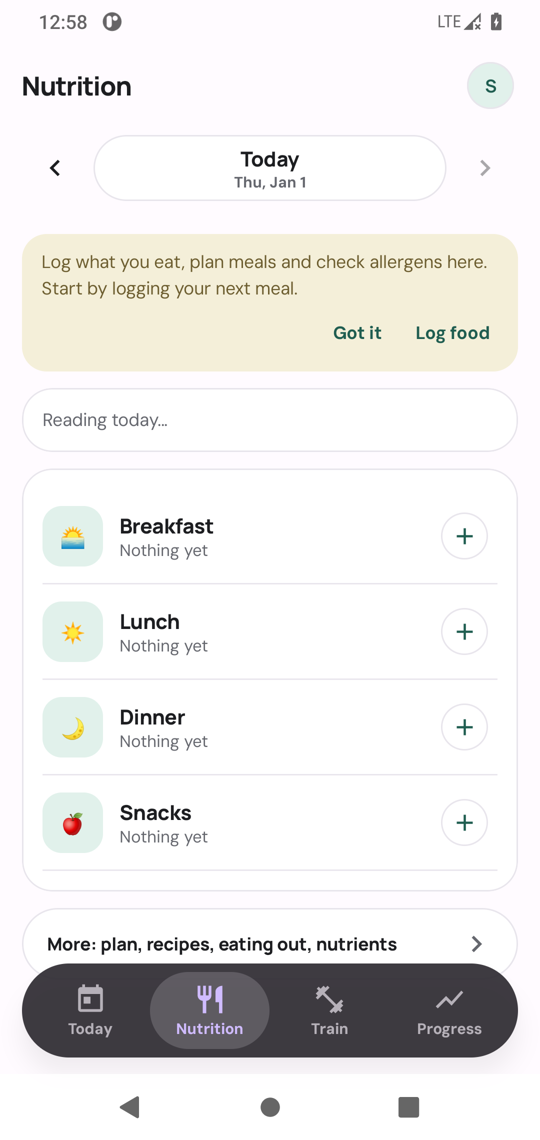 12:58
LTE
Nutrition
S
Today
Thu, Jan 1
Log what you eat, plan meals and check allergens here.
Start by logging your next meal.
Got it
Log food
Reading today…
Breakfast
Nothing yet
Lunch
Nothing yet
Dinner
Nothing yet
Snacks
Nothing yet
More: plan, recipes, eating out, nutrients
Today
Nutrition
Train
Progress